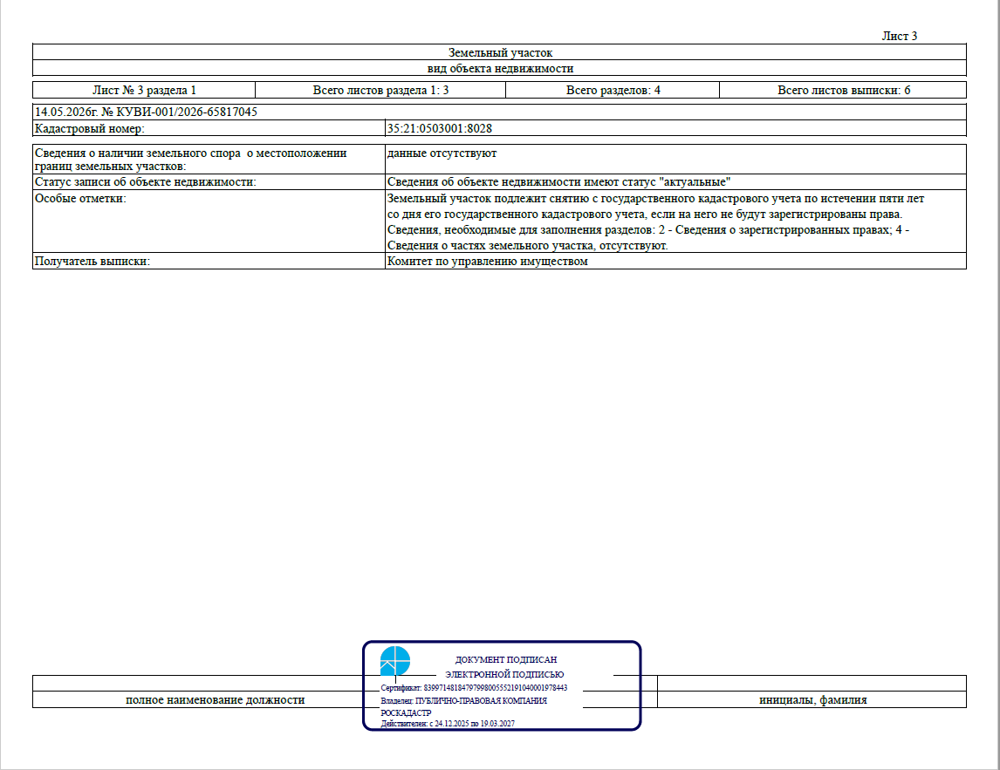 Лист 3
Земельный участок
вид объекта недвижимости
Лист № 3 раздела 1
Всего листов раздела 1: 3
Всего разделов: 4
Всего листов выписки: 6
14.05.2026г. № КУВИ-001/2026-65817045
Кадастровый номер:
35:21:0503001:8028
Сведения о наличии земельного спора о местоположении
границ земельных участков:
данные отсутствуют
Статус записи об объекте недвижимости:
Сведения об объекте недвижимости имеют статус "актуальные"
Особые отметки:
Земельный участок подлежит снятию с государственного кадастрового учета по истечении пяти лет
со дня его государственного кадастрового учета, если на него не будут зарегистрированы права.
Сведения, необходимые для заполнения разделов: 2 - Сведения о зарегистрированных правах; 4 -
Сведения о частях земельного участка, отсутствуют.
Получатель выписки:
Комитет по управлению имуществом
ДОКУМЕНТ ПОДПИСАН
ЭЛЕКТРОННОЙ ПОДПИСЬЮ
Сертификат: 83997148184797998005552191040001978443
Владелец: ПУБЛИЧНО-ПРАВОВАЯ КОМПАНИЯ
РОСКАДАСТР
Действителен: с 24.12.2025 по 19.03.2027
полное наименование должности
инициалы, фамилия